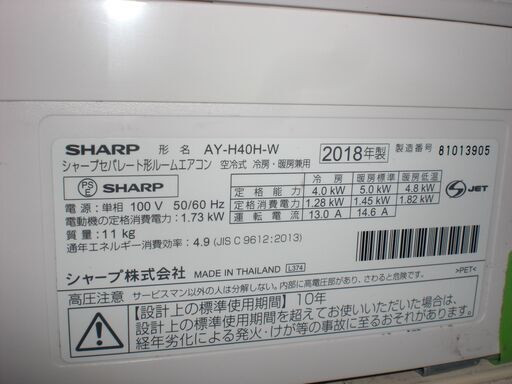 SHARP 形 名 AY-H40H-W 2018年製 製造番号 81013905
シャープセパレート形ルームエアコン 空冷式 冷房・暖房兼用
PS E SHARP
冷 房 暖房標準 暖房低温
定 格 能 力 4.0 kW 5.0 kW 4.8 kW
定格消費電力 1.28 kW 1.45 kW 1.82 kW
運 転 電 流 13.0 A 14.6 A
S JET
電 源：単相 100 V 50/60 Hz
電動機の定格消費電力：1.73 kW
質 量：11 kg
通年エネルギー消費効率：4.9 (JIS C 9612:2013)
シャープ株式会社 MADE IN THAILAND L374
>PET<
高圧注意 サービスマン以外の人は分解しない。内部に高電圧部があり、さわると危険です。
【設計上の標準使用期間】10年
設計上の標準使用期間を超えてお使いいただいた場合は、
経年劣化による発火・けが等の事故に至るおそれがあります。